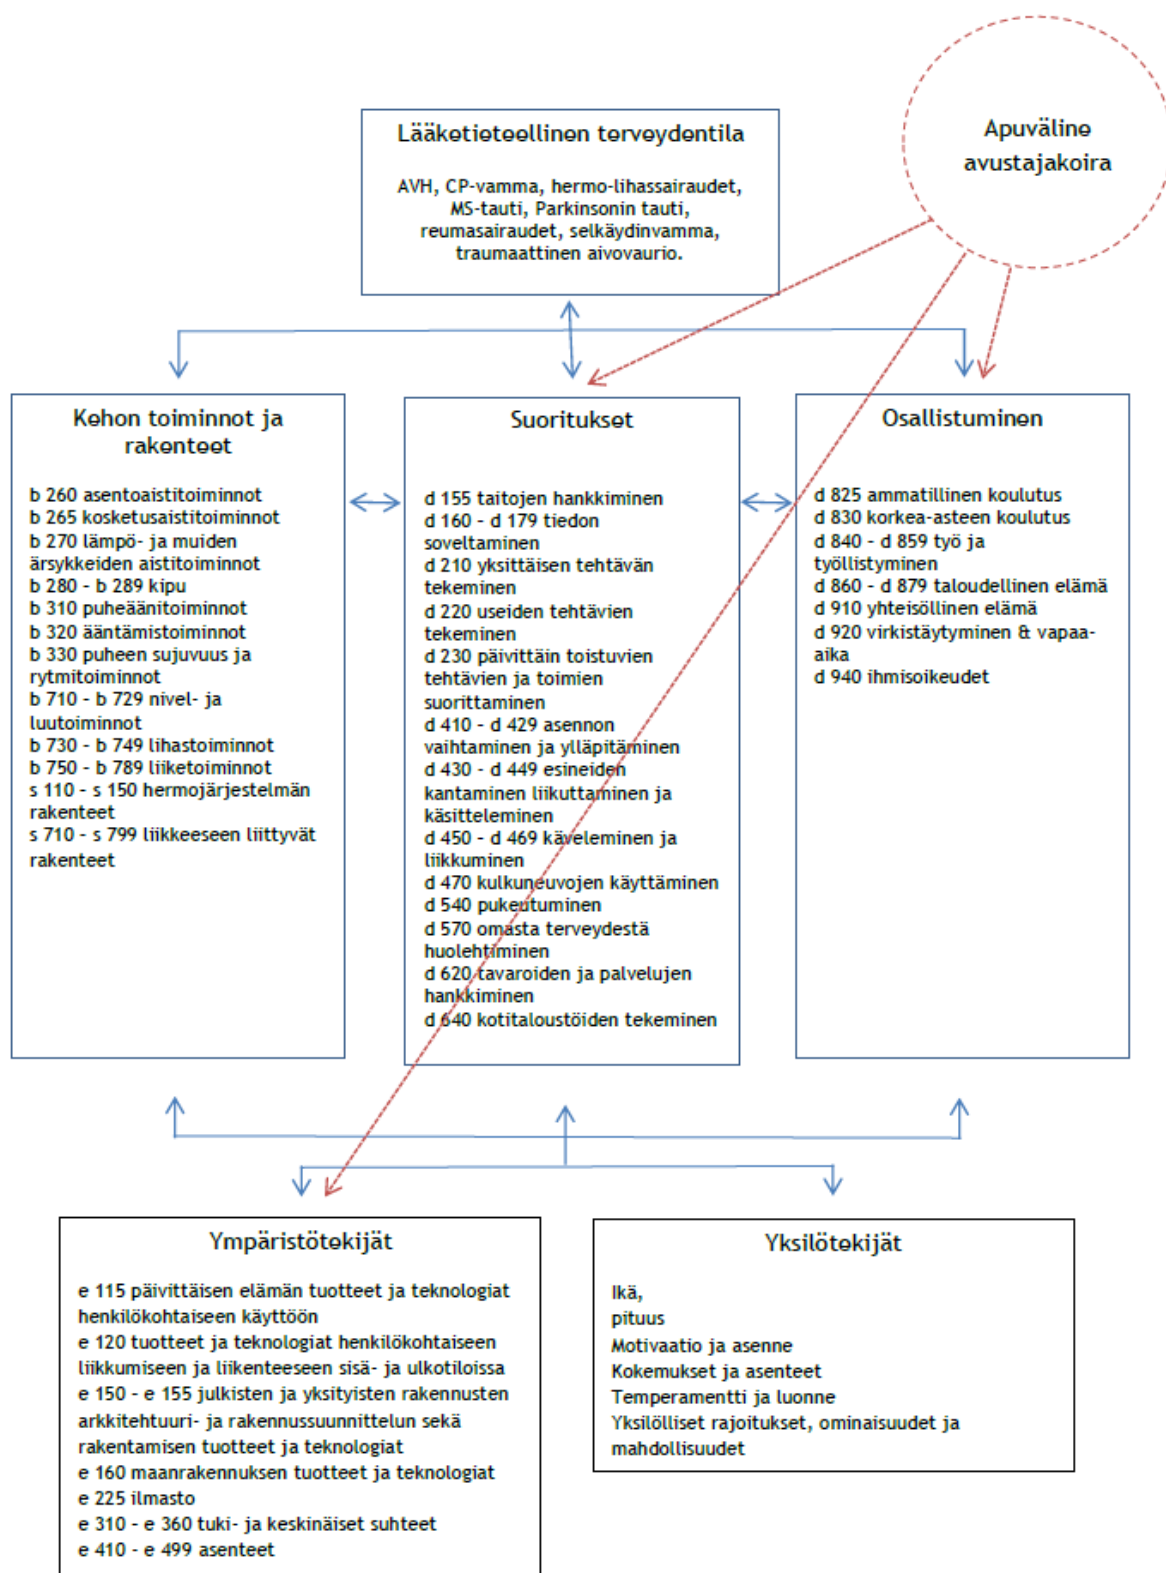 Apuväline
avustajakoira
Lääketieteellinen terveydentila
AVH, CP-vamma, hermo-lihassairaudet,
MS-tauti, Parkinsonin tauti,
reumasairaudet, selkäydinvamma,
traumaattinen aivovaurio.
Kehon toiminnot ja
rakenteet
b 260 asentoaistitoiminnot
b 265 kosketusaistitoiminnot
b 270 lämpö- ja muiden
ärsykkeiden aistitoiminnot
b 280 - b 289 kipu
b 310 puheäänitoiminnot
b 320 ääntämistoiminnot
b 330 puheen sujuvuus ja
rytmitoiminnot
b 710 - b 729 nivel- ja
luutoiminnot
b 730 - b 749 lihastoiminnot
b 750 - b 789 liiketoiminnot
s 110 - s 150 hermojärjestelmän
rakenteet
s 710 - s 799 liikkeeseen liittyvät
rakenteet
Suoritukset
d 155 taitojen hankkiminen
d 160 - d 179 tiedon
soveltaminen
d 210 yksittäisen tehtävän
tekeminen
d 220 useiden tehtävien
tekeminen
d 230 päivittäin toistuvien
tehtävien ja toimien
suorittaminen
d 410 - d 429 asennon
vaihtaminen ja ylläpitäminen
d 430 - d 449 esineiden
kantaminen liikuttaminen ja
käsitteleminen
d 450 - d 469 käveleminen ja
liikkuminen
d 470 kulkuneuvojen käyttäminen
d 540 pukeutuminen
d 570 omasta terveydestä
huolehtiminen
d 620 tavaroiden ja palvelujen
hankkiminen
d 640 kotitaloustöiden tekeminen
Osallistuminen
d 825 ammatillinen koulutus
d 830 korkea-asteen koulutus
d 840 - d 859 työ ja
työllistyminen
d 860 - d 879 taloudellinen elämä
d 910 yhteisöllinen elämä
d 920 virkistäytyminen & vapaa-
aika
d 940 ihmisoikeudet
Ympäristötekijät
e 115 päivittäisen elämän tuotteet ja teknologiat
henkilökohtaiseen käyttöön
e 120 tuotteet ja teknologiat henkilökohtaiseen
liikkumiseen ja liikenteeseen sisä- ja ulkotiloissa
e 150 - e 155 julkisten ja yksityisten rakennusten
arkkitehtuuri- ja rakennussuunnittelun sekä
rakentamisen tuotteet ja teknologiat
e 160 maanrakennuksen tuotteet ja teknologiat
e 225 ilmasto
e 310 - e 360 tuki- ja keskinäiset suhteet
e 410 - e 499 asenteet
Yksilötekijät
Ikä,
pituus
Motivaatio ja asenne
Kokemukset ja asenteet
Temperamentti ja luonne
Yksilölliset rajoitukset, ominaisuudet ja
mahdollisuudet